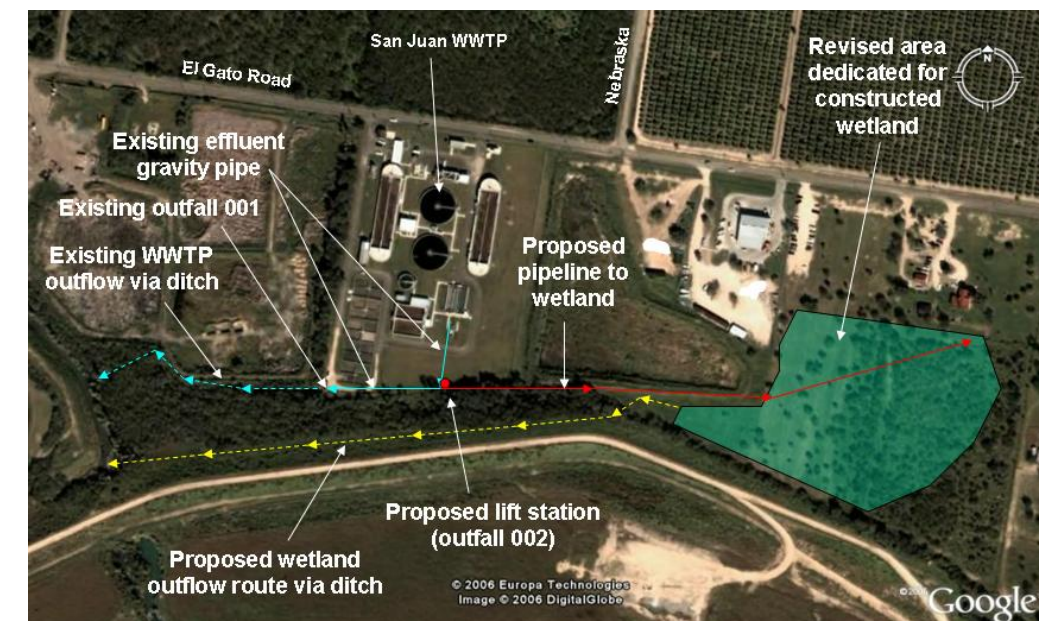 San Juan WWTP
El Gato Road
Nebraska
Revised area
dedicated for
constructed
wetland
N
Existing effluent
gravity pipe
Existing outfall 001
Existing WWTP
outflow via ditch
Proposed
pipeline to
wetland
Proposed lift station
(outfall 002)
Proposed wetland
outflow route via ditch
© 2006 Europa Technologies
Image © 2006 DigitalGlobe
Google